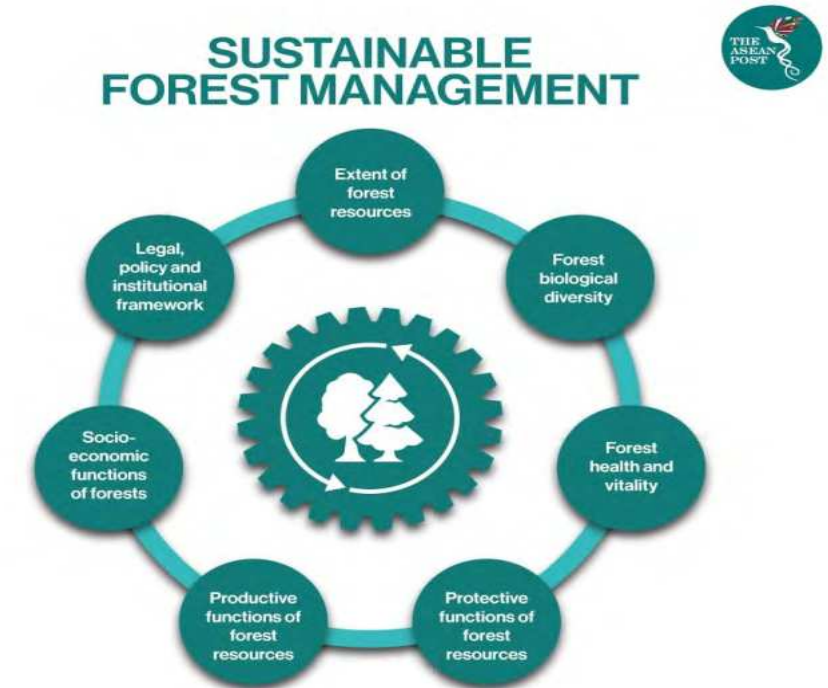 SUSTAINABLE
FOREST MANAGEMENT
THE
ASEAN
POST
Extent of
forest
resources
Forest
biological
diversity
Forest
health and
vitality
Protective
functions of
forest
resources
Productive
functions of
forest
resources
Socio-
economic
functions
of forests
Legal,
policy and
institutional
framework